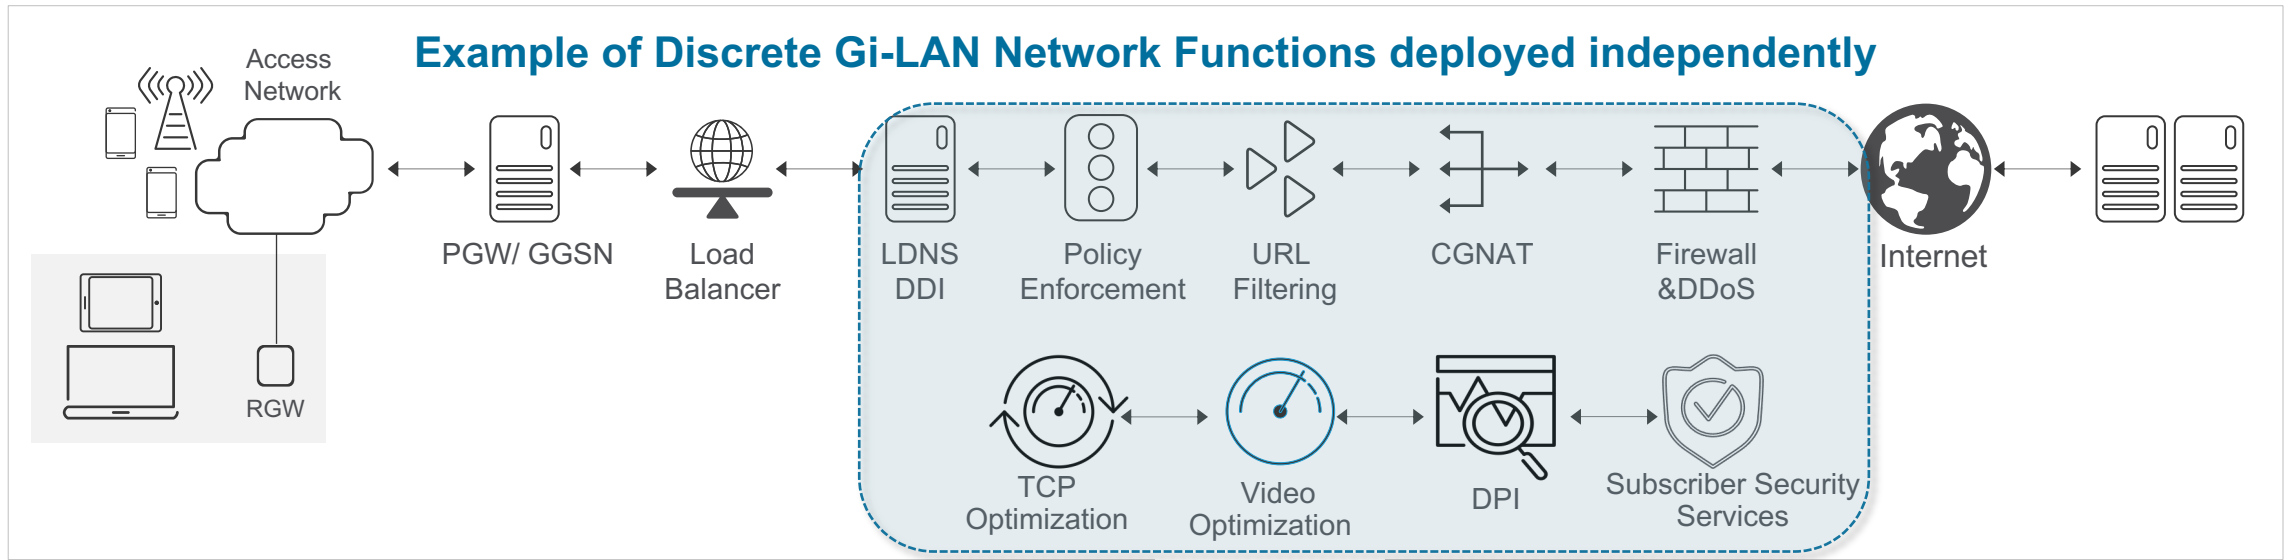 Example of Discrete Gi-LAN Network Functions deployed independently
Access
Network
PGW/ GGSN
Load
Balancer
LDNS
DDI
Policy
Enforcement
URL
Filtering
CGNAT
Firewall
&DDoS
Internet
RGW
TCP
Optimization
Video
Optimization
DPI
Subscriber Security
Services